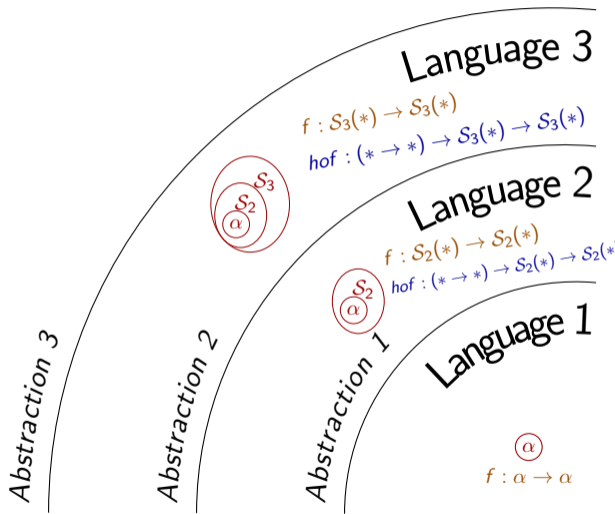 Language 3
f : S₃(∗) → S₃(∗)
hof : (∗ → ∗) → S₃(∗) → S₃(∗)
S₃
S₂
α
Language 2
f : S₂(∗) → S₂(∗)
hof : (∗ → ∗) → S₂(∗) → S₂(∗
S₂
α
Language 1
α
f : α → α
Abstraction 3
Abstraction 2
Abstraction 1